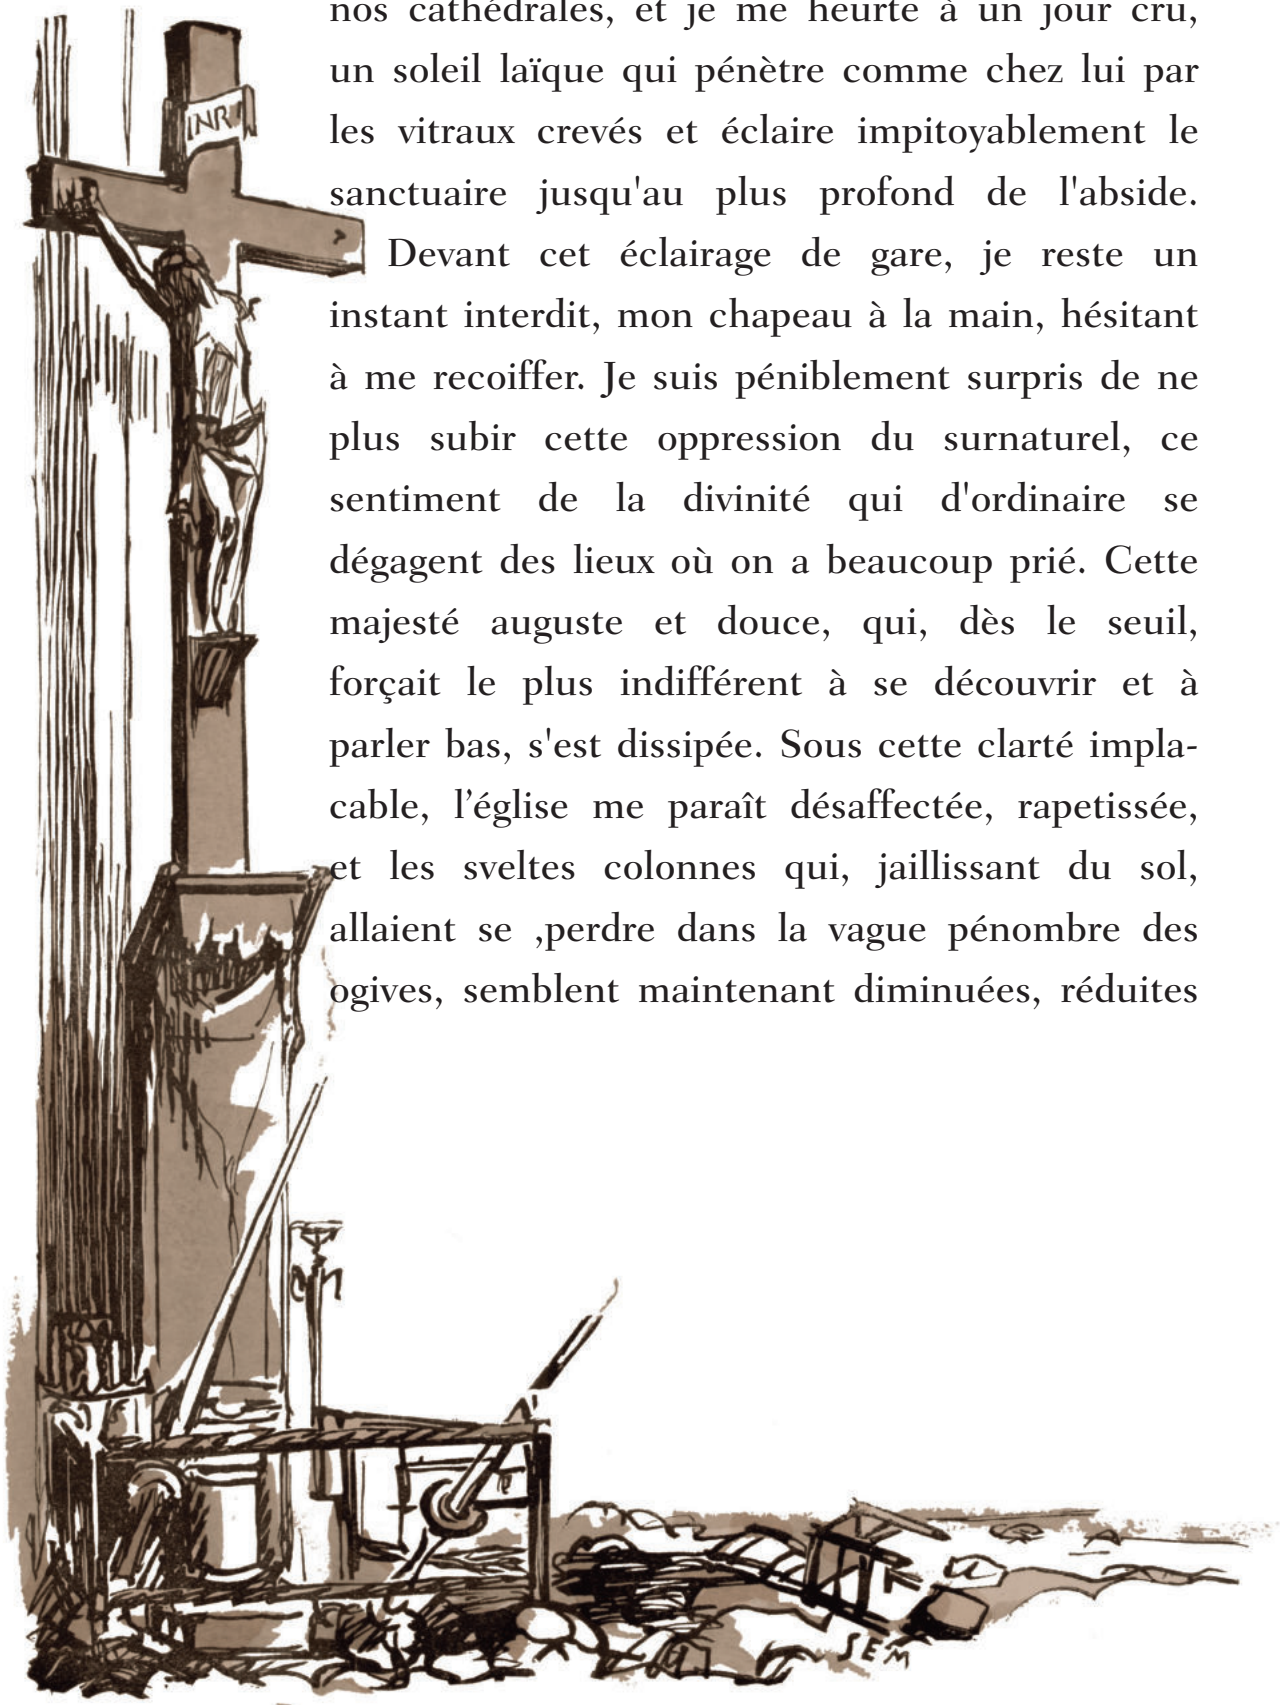 nos cathédrales, et je me heurte à un jour cru,
un soleil laïque qui pénètre comme chez lui par
les vitraux crevés et éclaire impitoyablement le
sanctuaire jusqu'au plus profond de l'abside.
Devant cet éclairage de gare, je reste un
instant interdit, mon chapeau à la main, hésitant
à me recoiffer. Je suis péniblement surpris de ne
plus subir cette oppression du surnaturel, ce
sentiment de la divinité qui d'ordinaire se
dégagent des lieux où on a beaucoup prié. Cette
majesté auguste et douce, qui, dès le seuil,
forçait le plus indifférent à se découvrir et à
parler bas, s'est dissipée. Sous cette clarté impla-
cable, l’église me paraît désaffectée, rapetissée,
et les sveltes colonnes qui, jaillissant du sol,
allaient se ,perdre dans la vague pénombre des
ogives, semblent maintenant diminuées, réduites
INRI
SEM